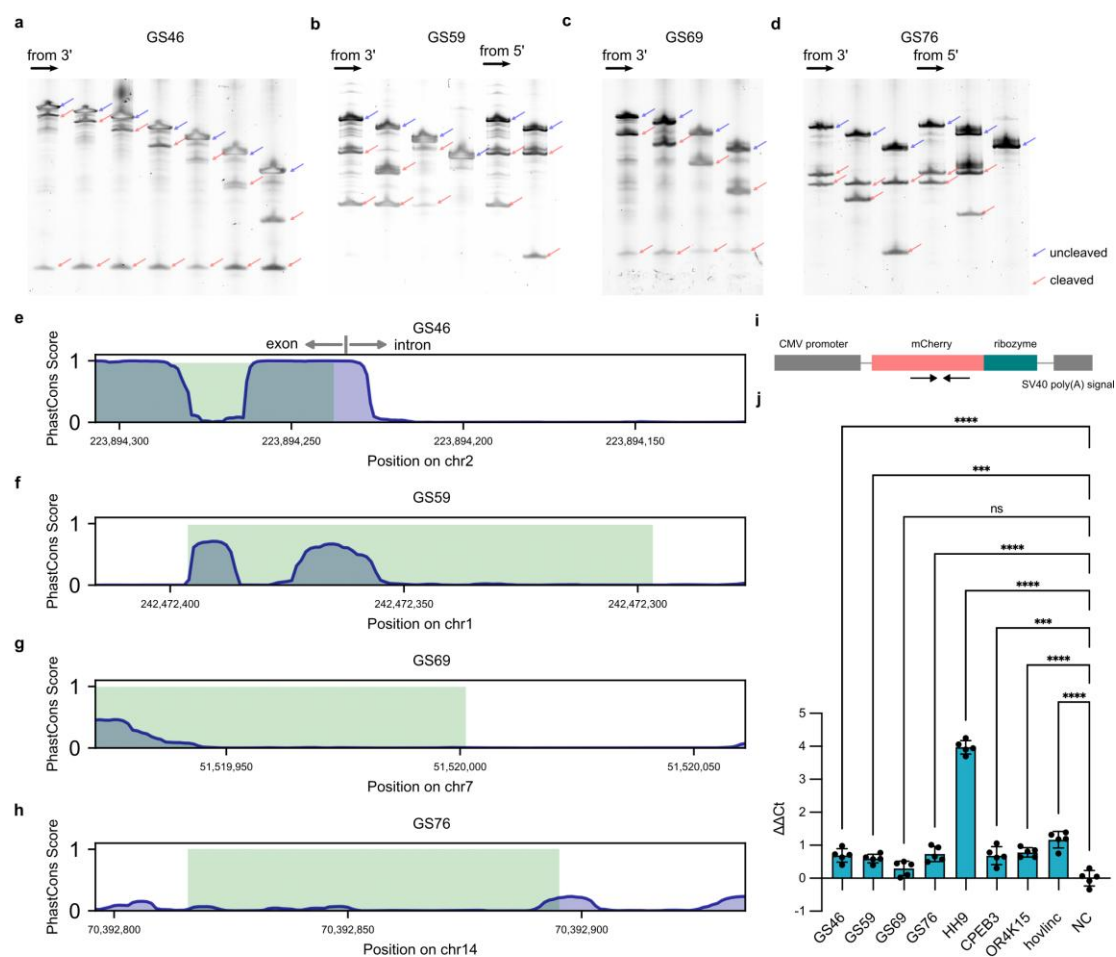 a
GS46
from 3'
b
GS59
from 3'
from 5'
c
GS69
from 3'
d
GS76
from 3'
from 5'
uncleaved
cleaved
e
GS46
exon
intron
PhastCons Score
1
0
223,894,300
223,894,250
223,894,200
223,894,150
Position on chr2
f
GS59
PhastCons Score
1
0
242,472,400
242,472,350
242,472,300
Position on chr1
g
GS69
PhastCons Score
1
0
51,519,950
51,520,000
51,520,050
Position on chr7
h
GS76
PhastCons Score
1
0
70,392,800
70,392,850
70,392,900
Position on chr14
i
CMV promoter
mCherry
ribozyme
SV40 poly(A) signal
j
****
***
ns
****
****
***
****
****
ΔΔCt
5
4
3
2
1
0
-1
GS46
GS59
GS69
GS76
HH9
CPEB3
OR4K15
hovlinc
NC